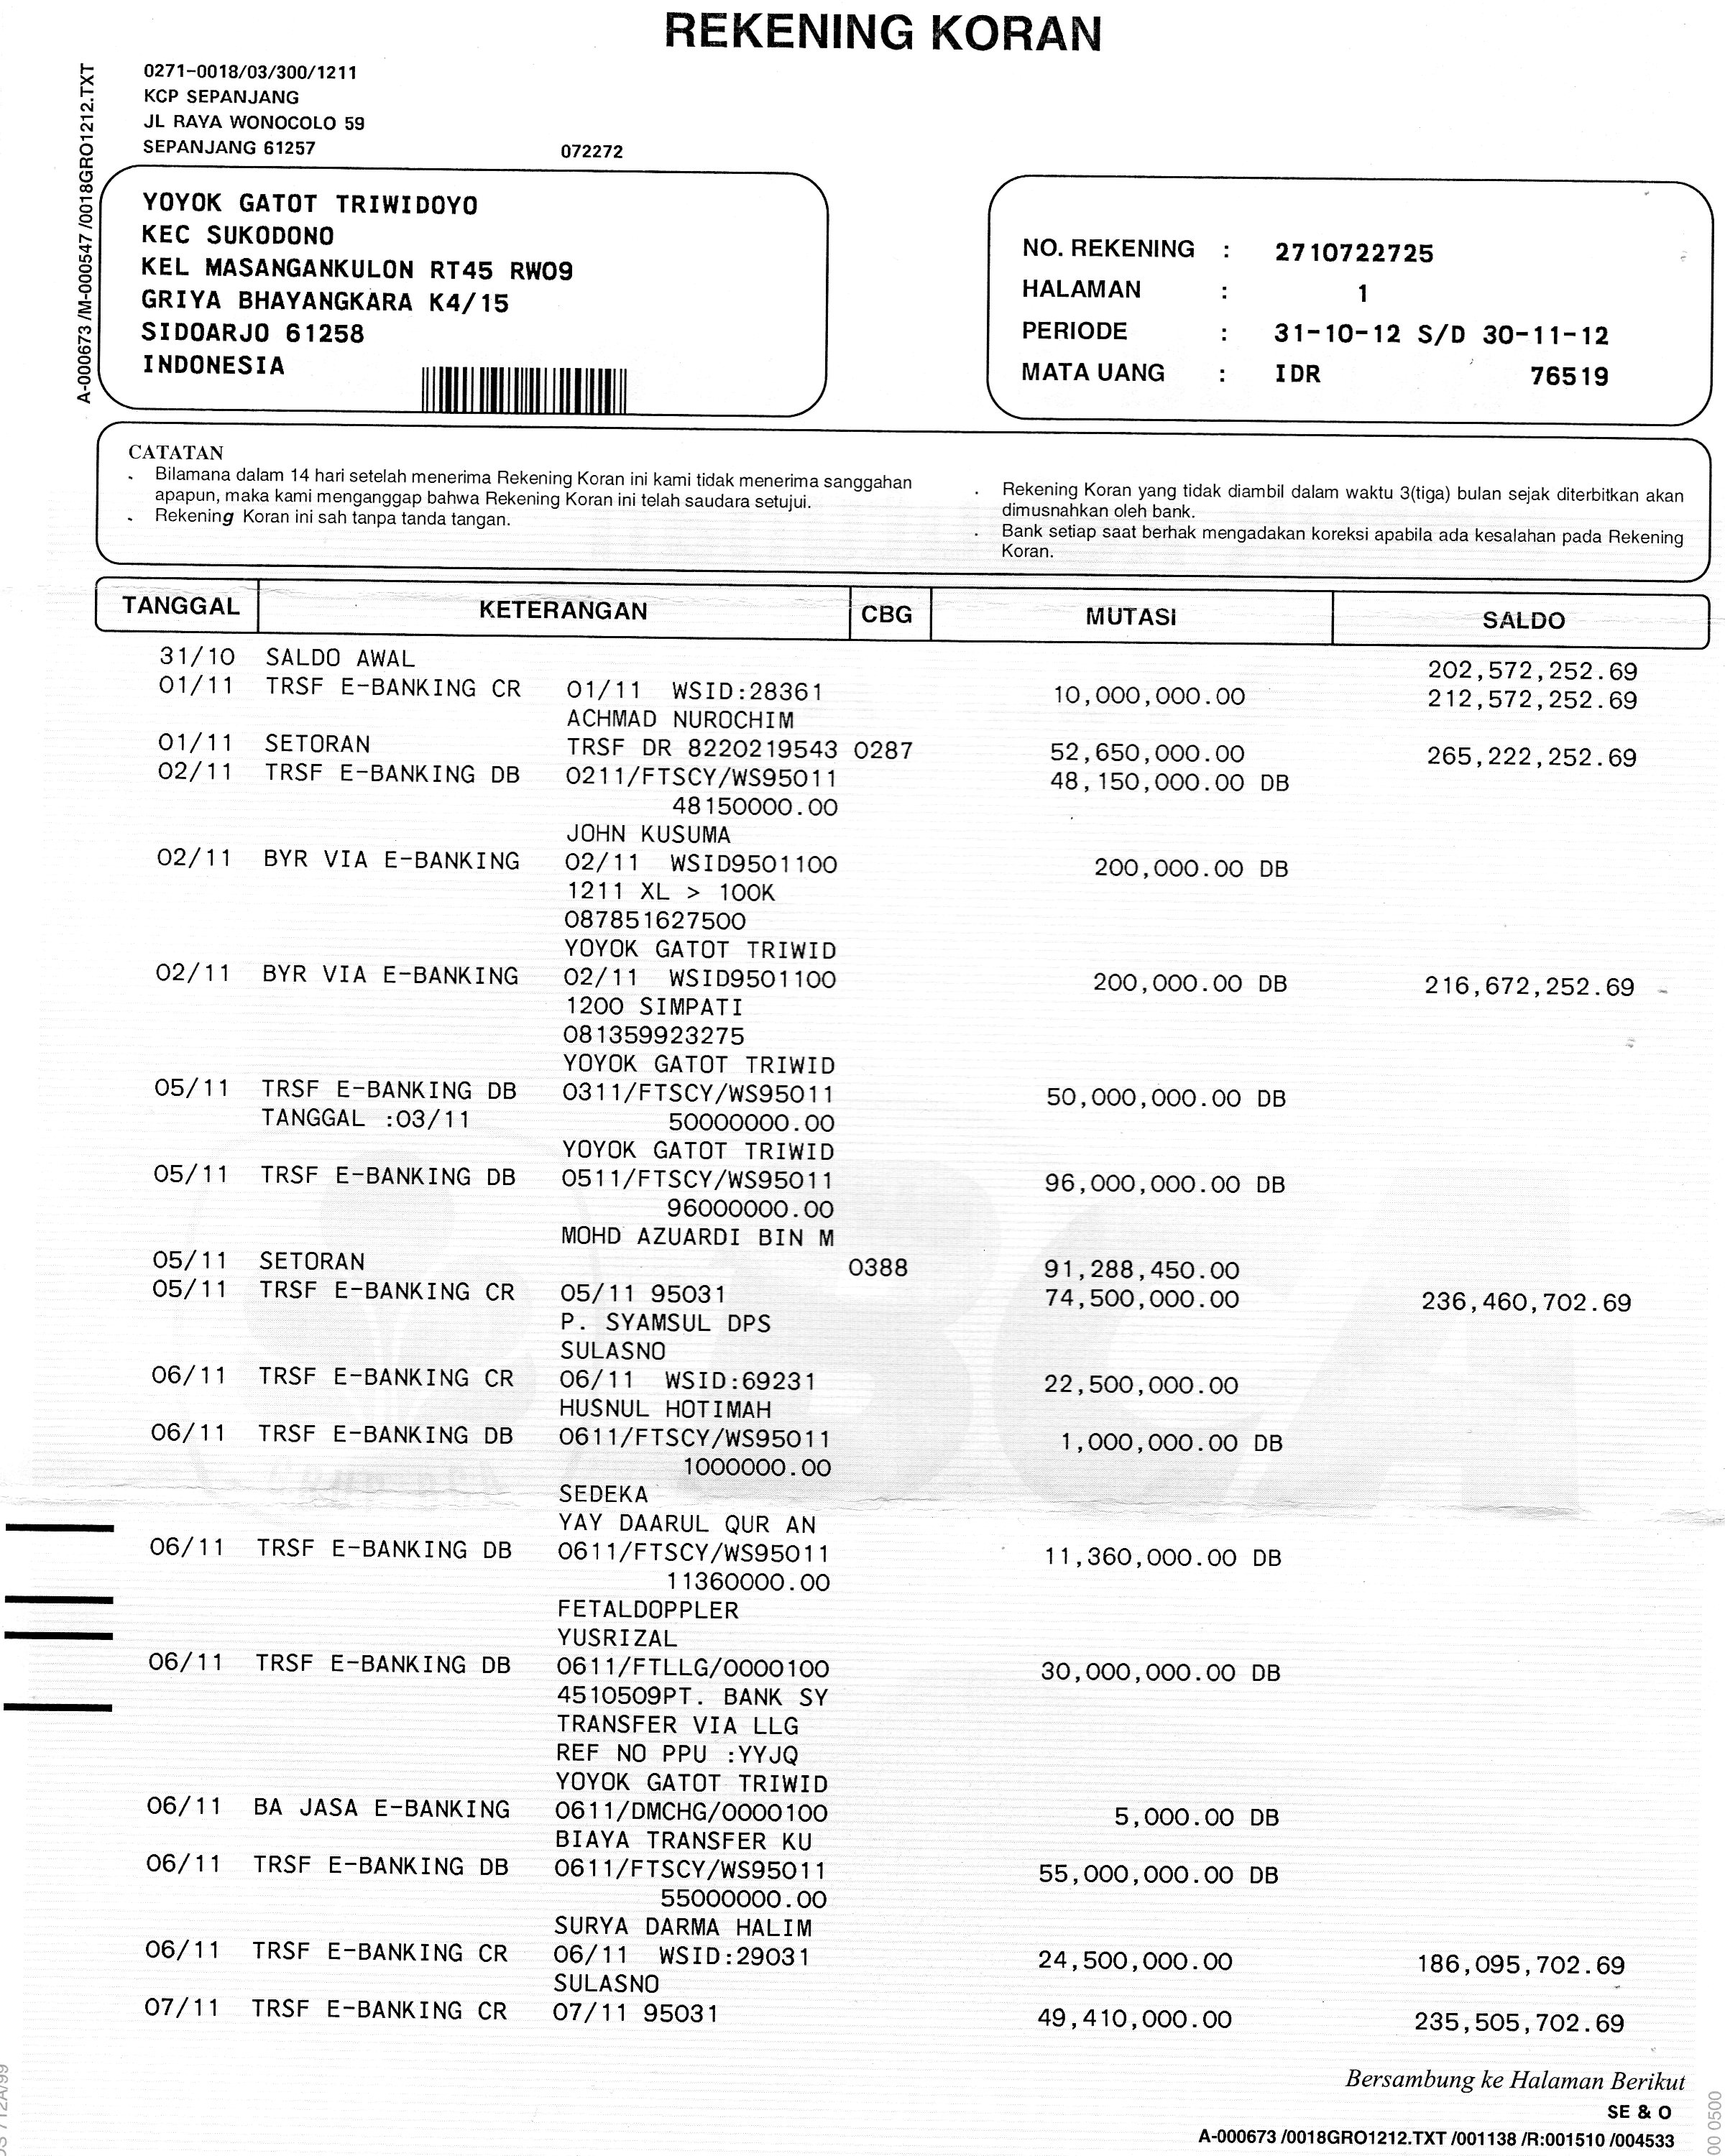 REKENING KORAN
0271-0018/03/300/1211
KCP SEPANJANG
JL RAYA WONOCOLO 59
SEPANJANG 61257 072272
A-000673 /M-000547 /0018GRO1212.TXT
YOYOK GATOT TRIWIDOYO
KEC SUKODONO
KEL MASANGANKULON RT45 RW09
GRIYA BHAYANGKARA K4/15
SIDOARJO 61258
INDONESIA
NO. REKENING : 2710722725
HALAMAN : 1
PERIODE : 31-10-12 S/D 30-11-12
MATA UANG : IDR 76519
CATATAN
. Bilamana dalam 14 hari setelah menerima Rekening Koran ini kami tidak menerima sanggahan
apapun, maka kami menganggap bahwa Rekening Koran ini telah saudara setujui.
. Rekening Koran ini sah tanpa tanda tangan.
. Rekening Koran yang tidak diambil dalam waktu 3(tiga) bulan sejak diterbitkan akan
dimusnahkan oleh bank.
. Bank setiap saat berhak mengadakan koreksi apabila ada kesalahan pada Rekening
Koran.
TANGGAL KETERANGAN CBG MUTASI SALDO
31/10 SALDO AWAL 202,572,252.69
01/11 TRSF E-BANKING CR 01/11 WSID:28361 10,000,000.00 212,572,252.69
ACHMAD NUROCHIM
01/11 SETORAN TRSF DR 8220219543 0287 52,650,000.00 265,222,252.69
02/11 TRSF E-BANKING DB 0211/FTSCY/WS95011 48,150,000.00 DB
48150000.00
JOHN KUSUMA
02/11 BYR VIA E-BANKING 02/11 WSID9501100 200,000.00 DB
1211 XL > 100K
087851627500
YOYOK GATOT TRIWID
02/11 BYR VIA E-BANKING 02/11 WSID9501100 200,000.00 DB 216,672,252.69
1200 SIMPATI
081359923275
YOYOK GATOT TRIWID
05/11 TRSF E-BANKING DB 0311/FTSCY/WS95011 50,000,000.00 DB
TANGGAL :03/11 50000000.00
YOYOK GATOT TRIWID
05/11 TRSF E-BANKING DB 0511/FTSCY/WS95011 96,000,000.00 DB
96000000.00
MOHD AZUARDI BIN M
05/11 SETORAN 0388 91,288,450.00
05/11 TRSF E-BANKING CR 05/11 95031 74,500,000.00 236,460,702.69
P. SYAMSUL DPS
SULASNO
06/11 TRSF E-BANKING CR 06/11 WSID:69231 22,500,000.00
HUSNUL HOTIMAH
06/11 TRSF E-BANKING DB 0611/FTSCY/WS95011 1,000,000.00 DB
1000000.00
SEDEKA
YAY DAARUL QUR AN
06/11 TRSF E-BANKING DB 0611/FTSCY/WS95011 11,360,000.00 DB
11360000.00
FETALDOPPLER
YUSRIZAL
06/11 TRSF E-BANKING DB 0611/FTLLG/0000100 30,000,000.00 DB
4510509PT. BANK SY
TRANSFER VIA LLG
REF NO PPU :YYJQ
YOYOK GATOT TRIWID
06/11 BA JASA E-BANKING 0611/DMCHG/0000100 5,000.00 DB
BIAYA TRANSFER KU
06/11 TRSF E-BANKING DB 0611/FTSCY/WS95011 55,000,000.00 DB
55000000.00
SURYA DARMA HALIM
06/11 TRSF E-BANKING CR 06/11 WSID:29031 24,500,000.00 186,095,702.69
SULASNO
07/11 TRSF E-BANKING CR 07/11 95031 49,410,000.00 235,505,702.69
BCA
Bersambung ke Halaman Berikut
SE & O
A-000673 /0018GRO1212.TXT /001138 /R:001510 /004533